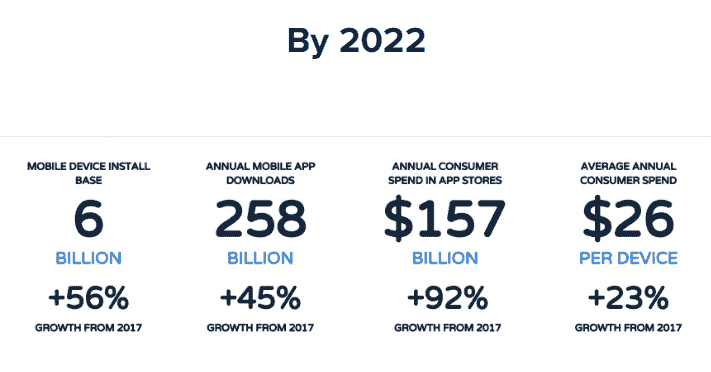 By 2022
MOBILE DEVICE INSTALL
BASE
6
BILLION
+56%
GROWTH FROM 2017
ANNUAL MOBILE APP
DOWNLOADS
258
BILLION
+45%
GROWTH FROM 2017
ANNUAL CONSUMER
SPEND IN APP STORES
$157
BILLION
+92%
GROWTH FROM 2017
AVERAGE ANNUAL
CONSUMER SPEND
$26
PER DEVICE
+23%
GROWTH FROM 2017